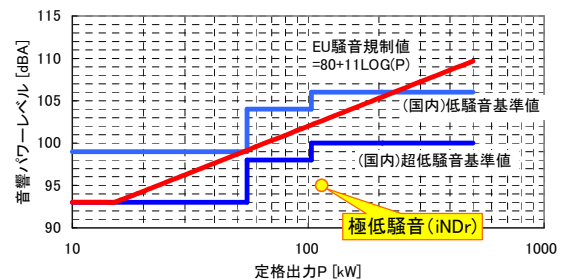 115
110
105
100
95
90
音響パワーレベル [dBA]
EU騒音規制値
=80+11LOG(P)
(国内)低騒音基準値
(国内)超低騒音基準値
極低騒音(iNDr)
10
100
1000
定格出力P [kW]